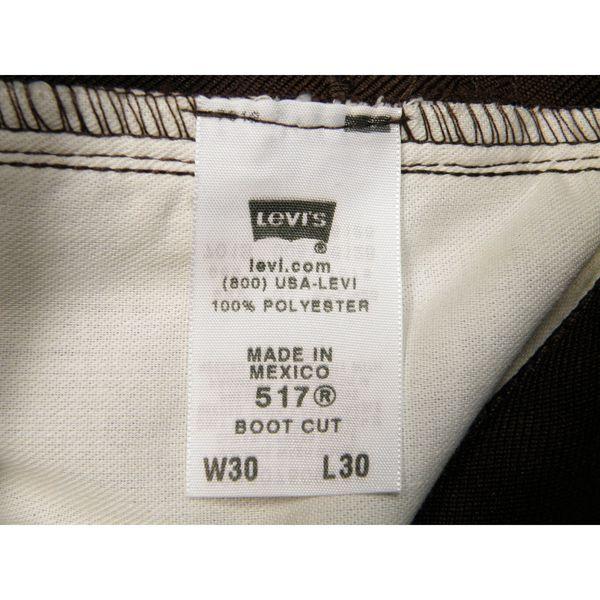 Levi's
®
levi.com
(800) USA-LEVI
100% POLYESTER
MADE IN
MEXICO
517®
BOOT CUT
W30 L30